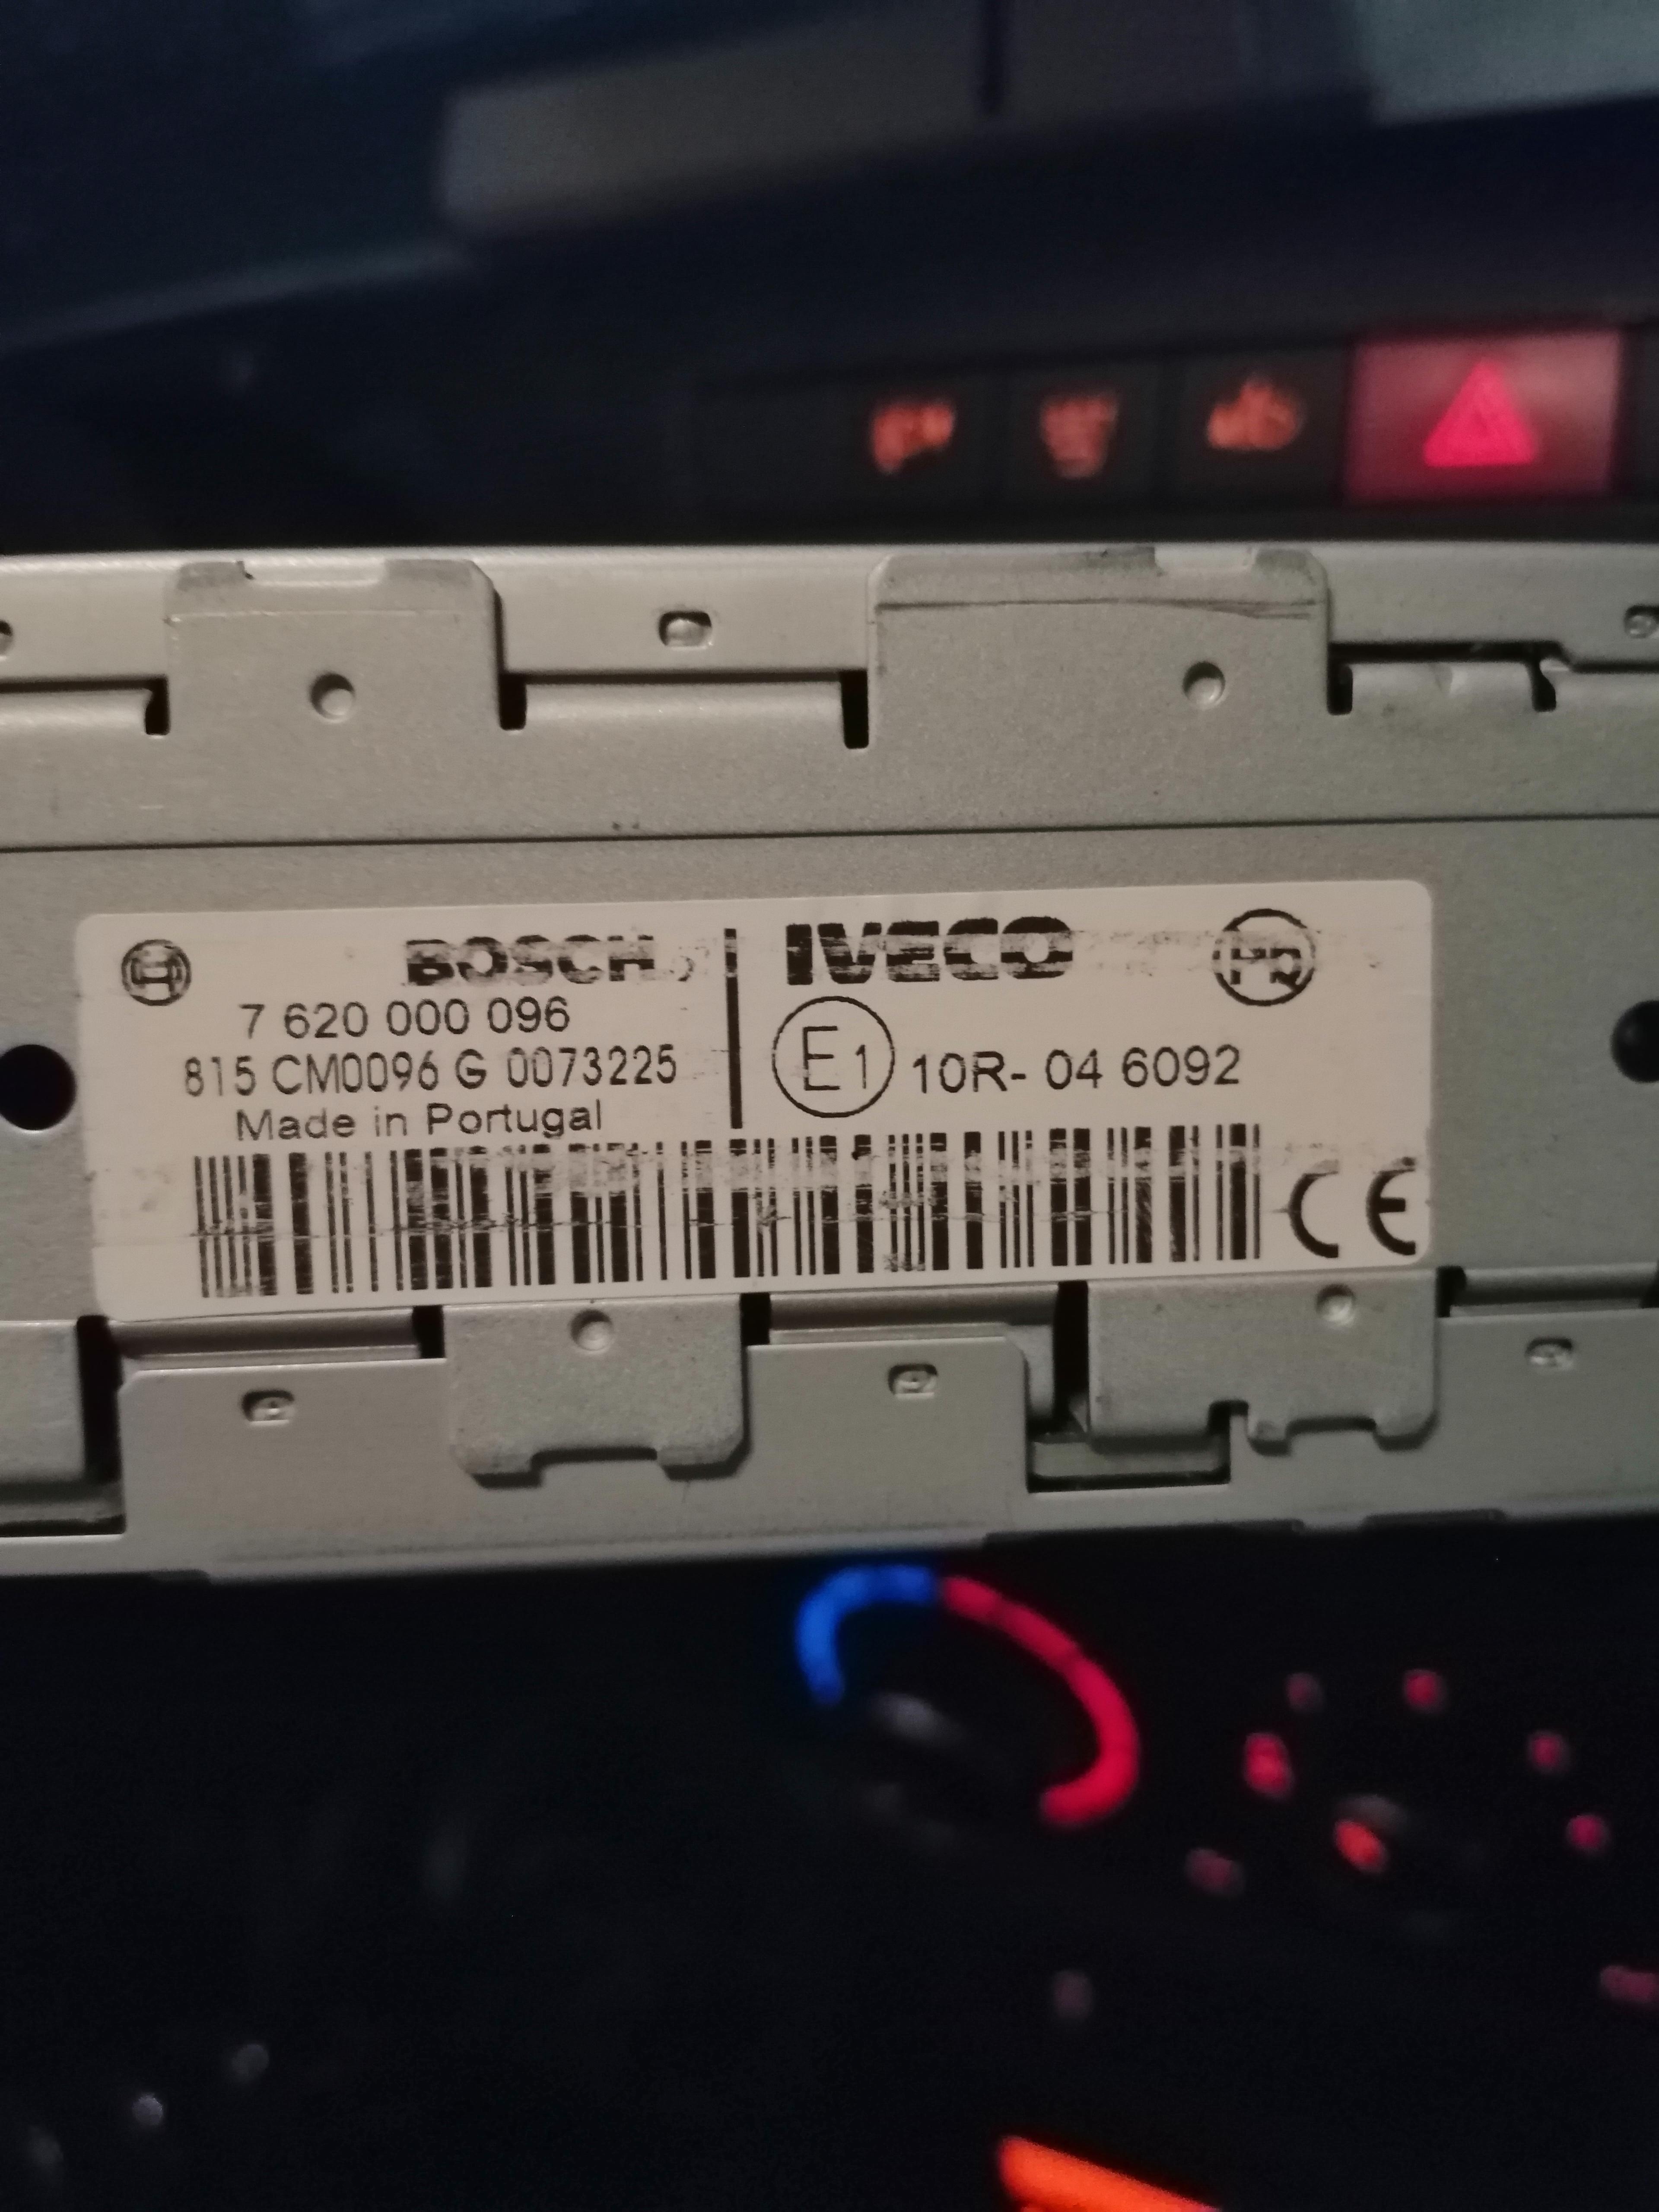 BOSCH IVECO
7 620 000 096
815 CM0096 G 0073225
E1 10R- 04 6092
Made in Portugal
CE